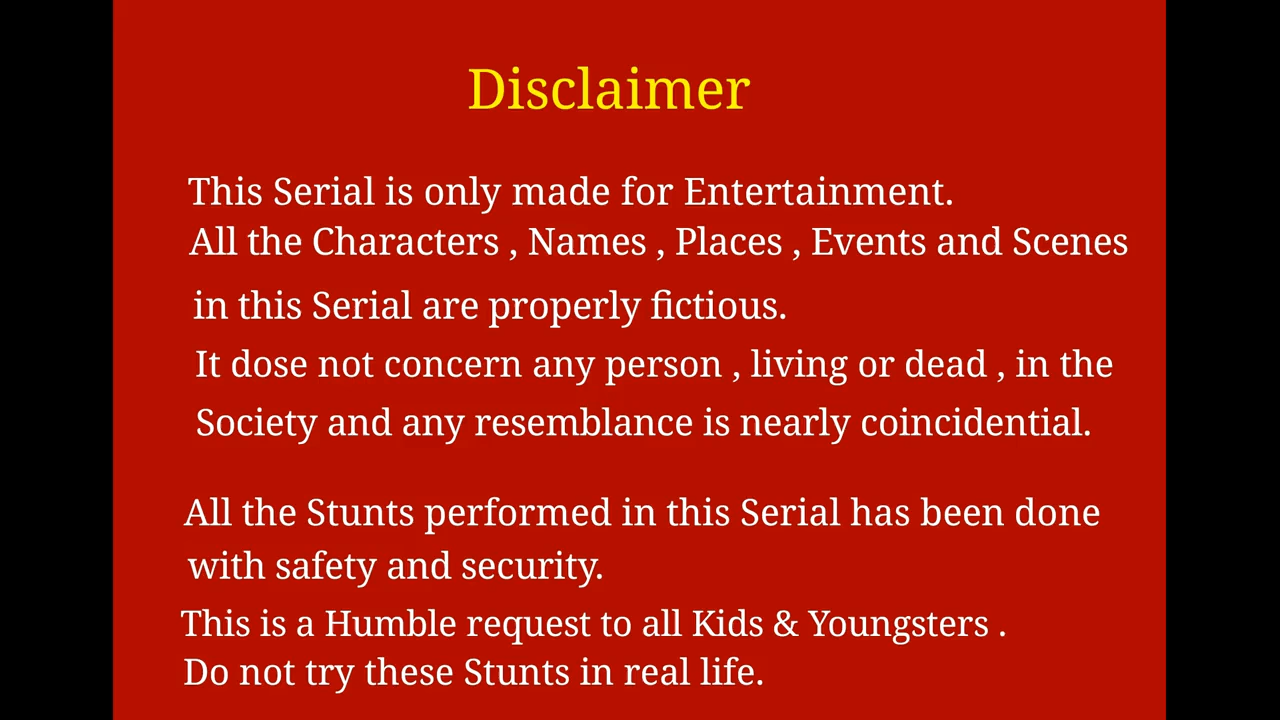 Disclaimer
This Serial is only made for Entertainment.
All the Characters , Names , Places , Events and Scenes
in this Serial are properly fictious.
It dose not concern any person , living or dead , in the
Society and any resemblance is nearly coincidential.
All the Stunts performed in this Serial has been done
with safety and security.
This is a Humble request to all Kids & Youngsters .
Do not try these Stunts in real life.